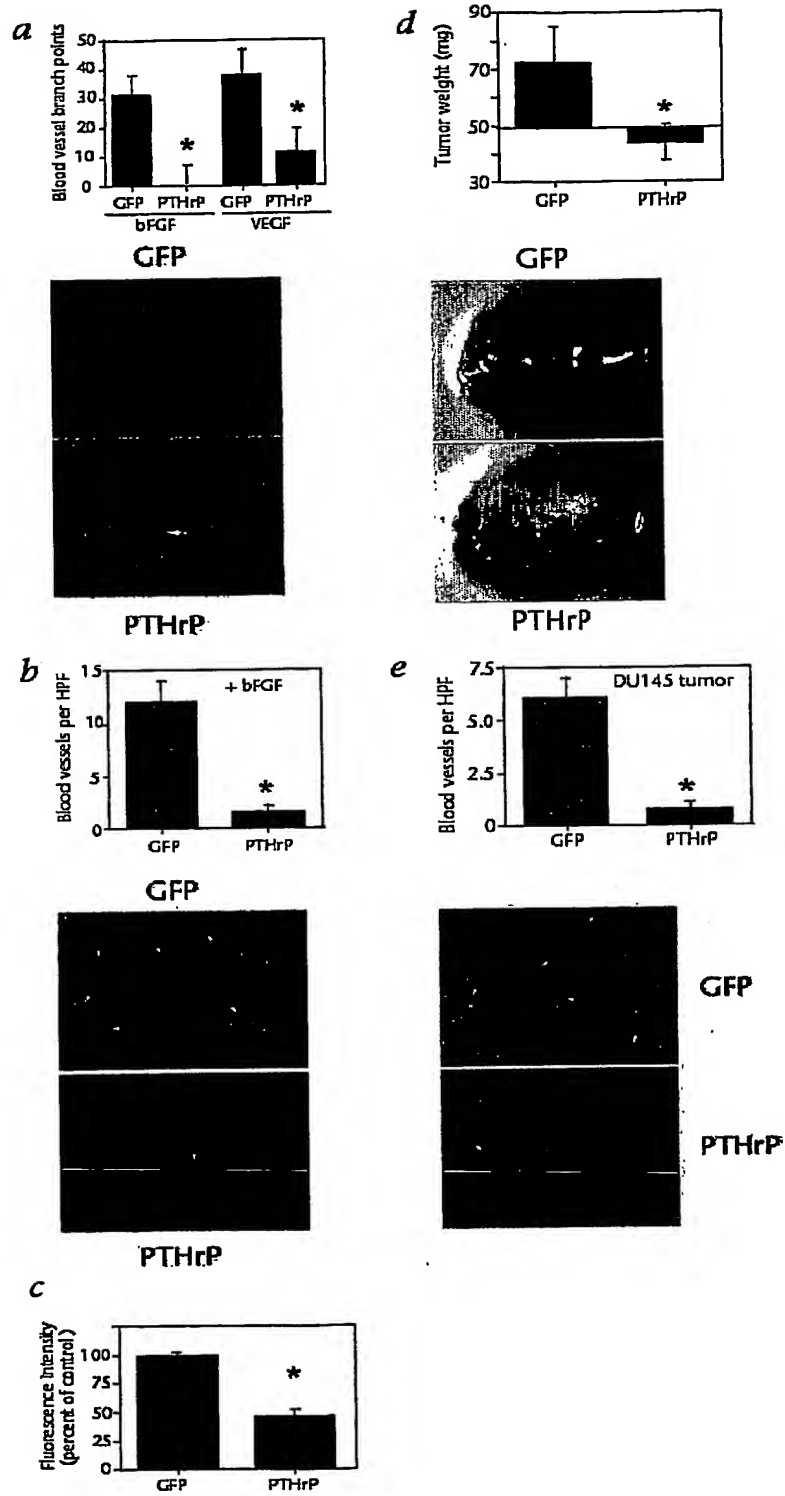 a
Blood vessel branch points
50
40
30
20
10
0
*
*
GFP PTHrP GFP PTHrP
bFGF VEGF
GFP
PTHrP
b
Blood vessels per HPF
15
10
5
0
+ bFGF
*
GFP PTHrP
GFP
PTHrP
c
Fluorescence Intensity
(percent of control)
100
75
50
25
0
*
GFP PTHrP
d
Tumor weight (mg)
90
70
50
30
*
GFP PTHrP
GFP
PTHrP
e
Blood vessels per HPF
7.5
5.0
2.5
0
DU145 tumor
*
GFP PTHrP
GFP
PTHrP